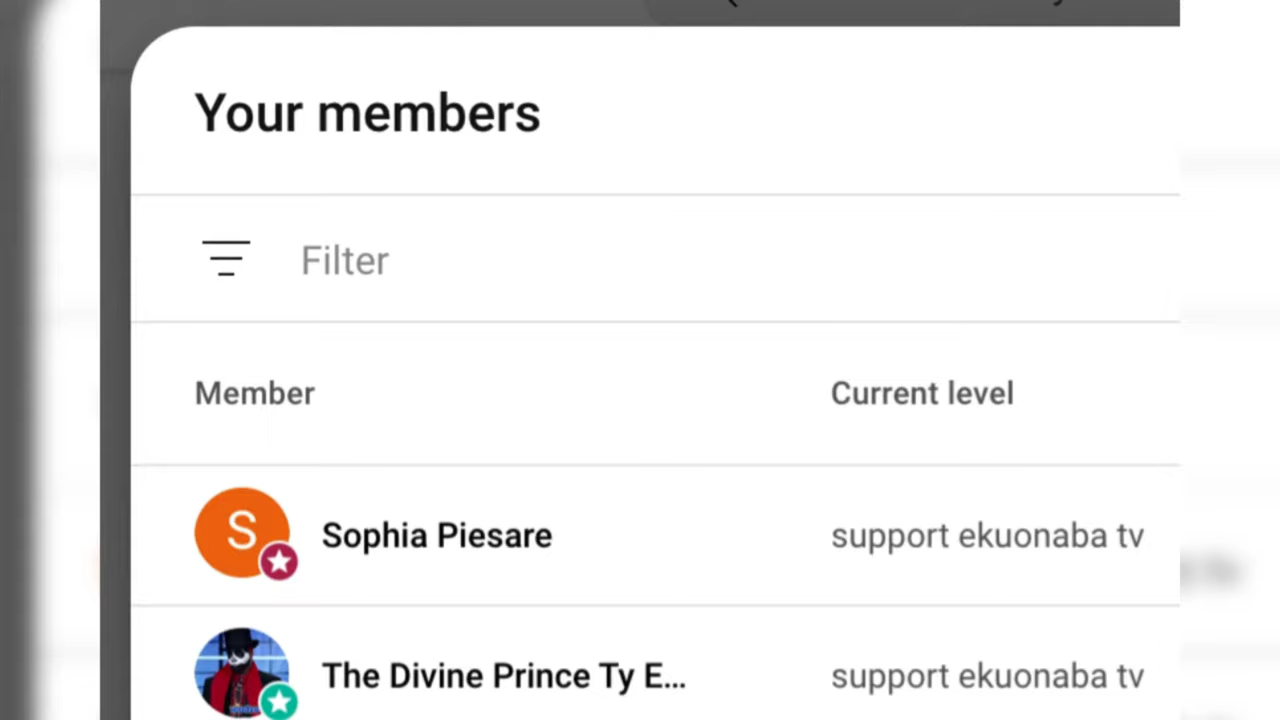 Your members
Filter
Member Current level
S Sophia Piesare support ekuonaba tv
The Divine Prince Ty E... support ekuonaba tv